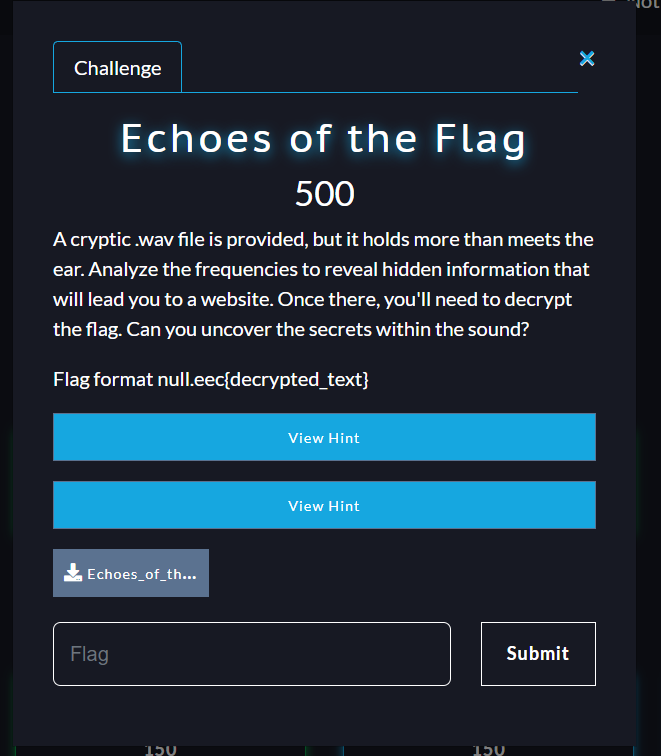 Challenge
×
Echoes of the Flag
500
A cryptic .wav file is provided, but it holds more than meets the
ear. Analyze the frequencies to reveal hidden information that
will lead you to a website. Once there, you'll need to decrypt
the flag. Can you uncover the secrets within the sound?
Flag format null.eec{decrypted_text}
View Hint
View Hint
Echoes_of_th...
Flag
Submit
150
150